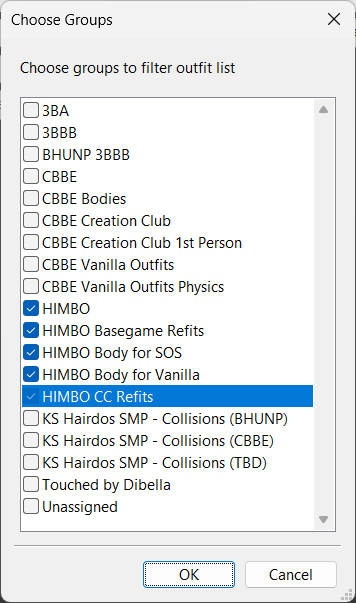 Choose Groups
Choose groups to filter outfit list
3BA
3BBB
BHUNP 3BBB
CBBE
CBBE Bodies
CBBE Creation Club
CBBE Creation Club 1st Person
CBBE Vanilla Outfits
CBBE Vanilla Outfits Physics
HIMBO
HIMBO Basegame Refits
HIMBO Body for SOS
HIMBO Body for Vanilla
HIMBO CC Refits
KS Hairdos SMP - Collisions (BHUNP)
KS Hairdos SMP - Collisions (CBBE)
KS Hairdos SMP - Collisions (TBD)
Touched by Dibella
Unassigned
OK Cancel